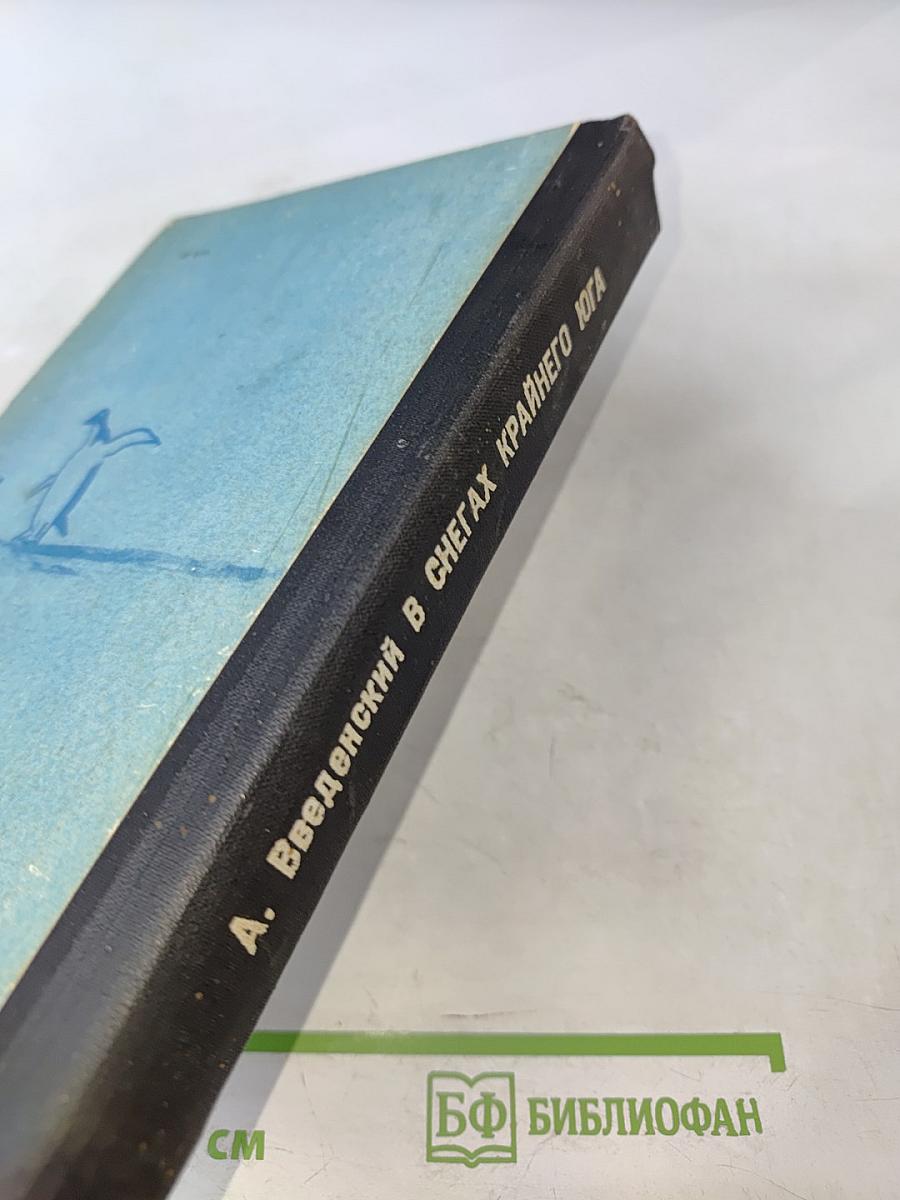 А. Введенский В СНЕГАХ КРАЙНЕГО ЮГА
см
БФ БИБЛИОФАН